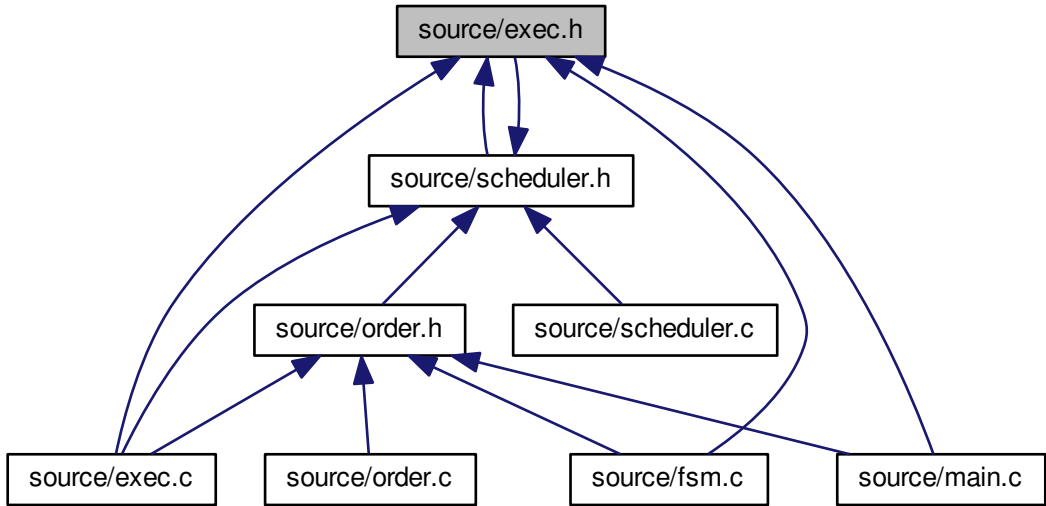 source/exec.h
source/scheduler.h
source/order.h
source/scheduler.c
source/exec.c
source/order.c
source/fsm.c
source/main.c